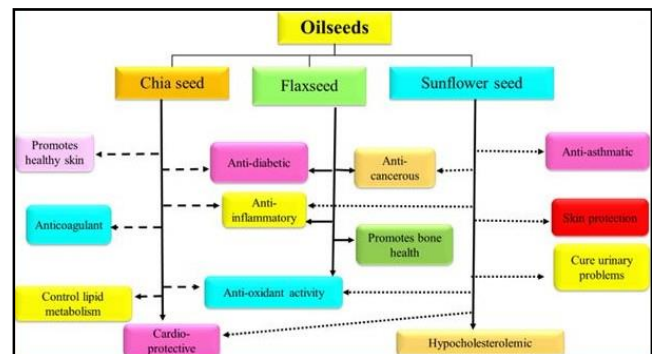 Oilseeds
Chia seed
Flaxseed
Sunflower seed
Promotes
healthy skin
Anti-diabetic
Anti-
cancerous
Anti-asthmatic
Anticoagulant
Anti-
inflammatory
Skin protection
Promotes bone
health
Cure urinary
problems
Control lipid
metabolism
Anti-oxidant activity
Cardio-
protective
Hypocholesterolemic